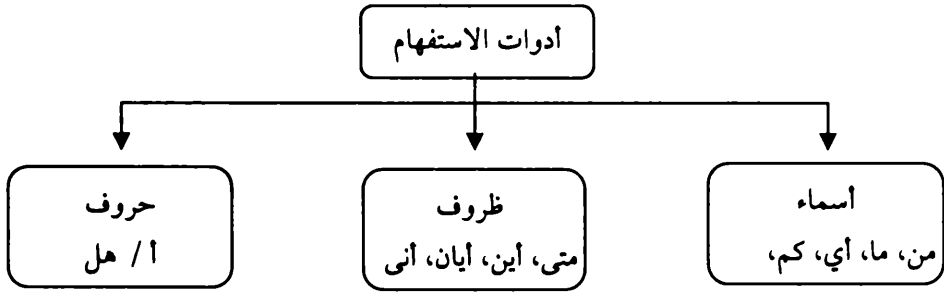 أدوات الاستفهام
أسماء
من، ما، أي، كم،
ظروف
متى، أين، أيان، أنى
حروف
أ / هل